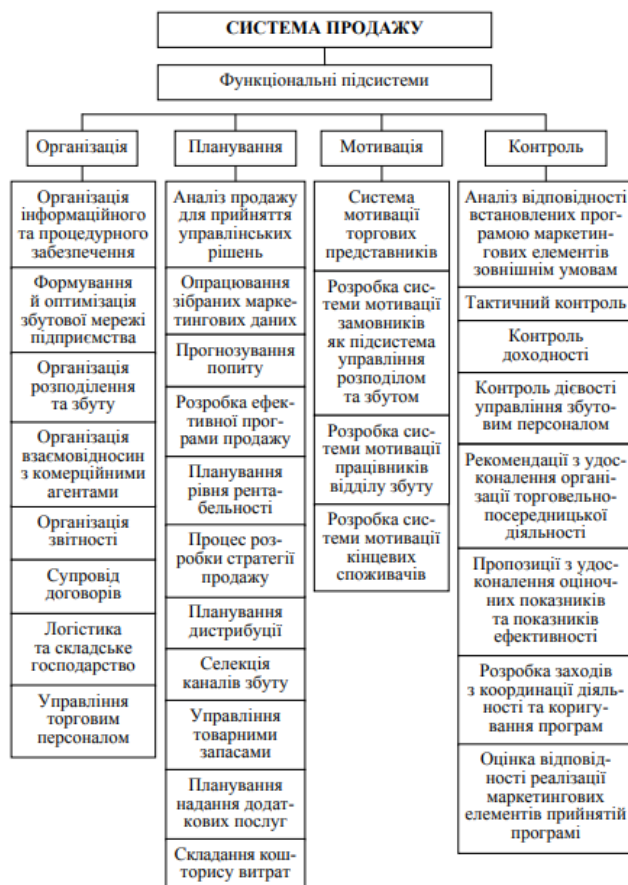 СИСТЕМА ПРОДАЖУ
Функціональні підсистеми
Організація
Організація
інформаційного
та процедурного
забезпечення
Формування
й оптимізація
збутової мережі
підприємства
Організація
розподілення
та збуту
Організація
взаємовідносин
з комерційними
агентами
Організація
звітності
Супровід
договорів
Логістика
та складське
господарство
Управління
торговим
персоналом
Планування
Аналіз продажу
для прийняття
управлінських
рішень
Опрацювання
зібраних марке-
тингових даних
Прогнозування
попиту
Розробка ефек-
тивної прог-
рами продажу
Планування
рівня рента-
бельності
Процес роз-
робки стратегії
продажу
Планування
дистрибуції
Селекція
каналів збуту
Управління
товарними
запасами
Планування
надання додат-
кових послуг
Складання кош-
торису витрат
Мотивація
Система
мотивації
торгових
представників
Розробка сис-
теми мотивації
замовників
як підсистема
управління
розподілом
та збутом
Розробка сис-
теми мотивації
працівників
відділу збуту
Розробка сис-
теми мотивації
кінцевих
споживачів
Контроль
Аналіз відповідності
встановлених прог-
рамою маркетин-
гових елементів
зовнішнім умовам
Тактичний контроль
Контроль
доходності
Контроль дієвості
управління збуто-
вим персоналом
Рекомендації з удос-
коналення органі-
зації торговельно-
посередницької
діяльності
Пропозиції з удос-
коналення оціноч-
них показників
та показників
ефективності
Розробка заходів
з координації діяль-
ності та коригу-
вання програм
Оцінка відповід-
ності реалізації
маркетингових
елементів прийнятій
програмі